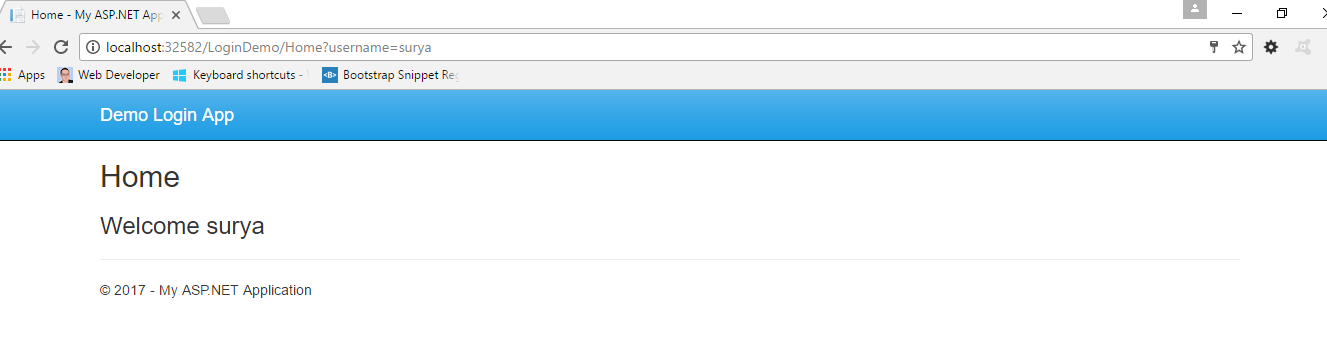 Home - My ASP.NET App
localhost:32582/LoginDemo/Home?username=surya
Apps Web Developer Keyboard shortcuts - <B> Bootstrap Snippet Reg
Demo Login App
Home
Welcome surya
© 2017 - My ASP.NET Application